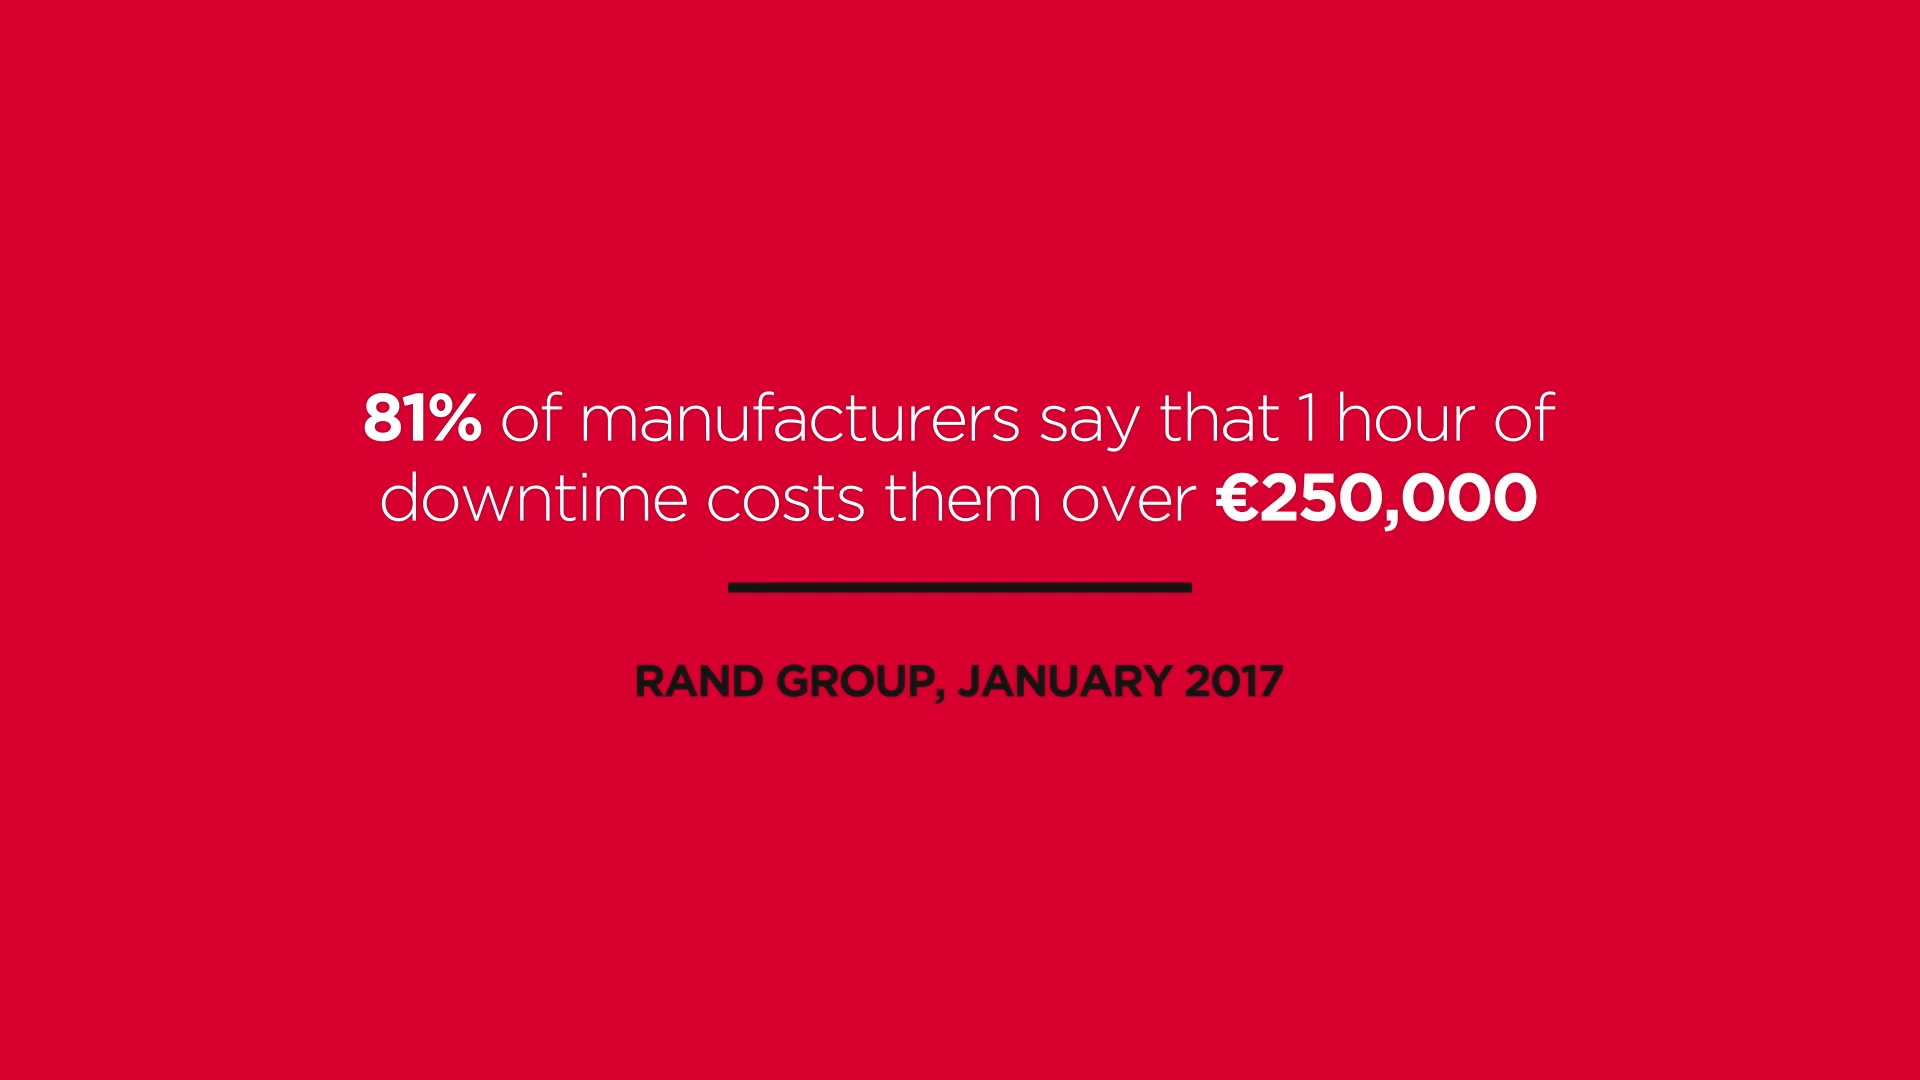 81% of manufacturers say that 1 hour of
downtime costs them over €250,000
RAND GROUP, JANUARY 2017